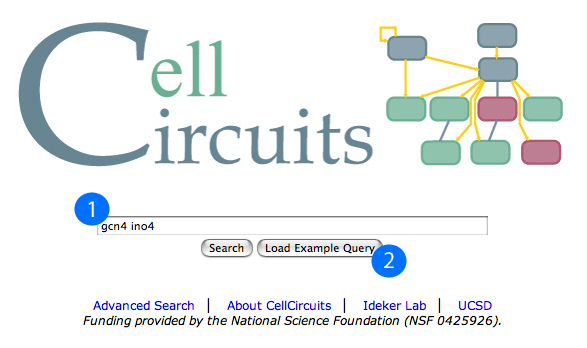 Cell
Circuits
1
gcn4 ino4
Search Load Example Query
2
Advanced Search | About CellCircuits | Ideker Lab | UCSD
Funding provided by the National Science Foundation (NSF 0425926).